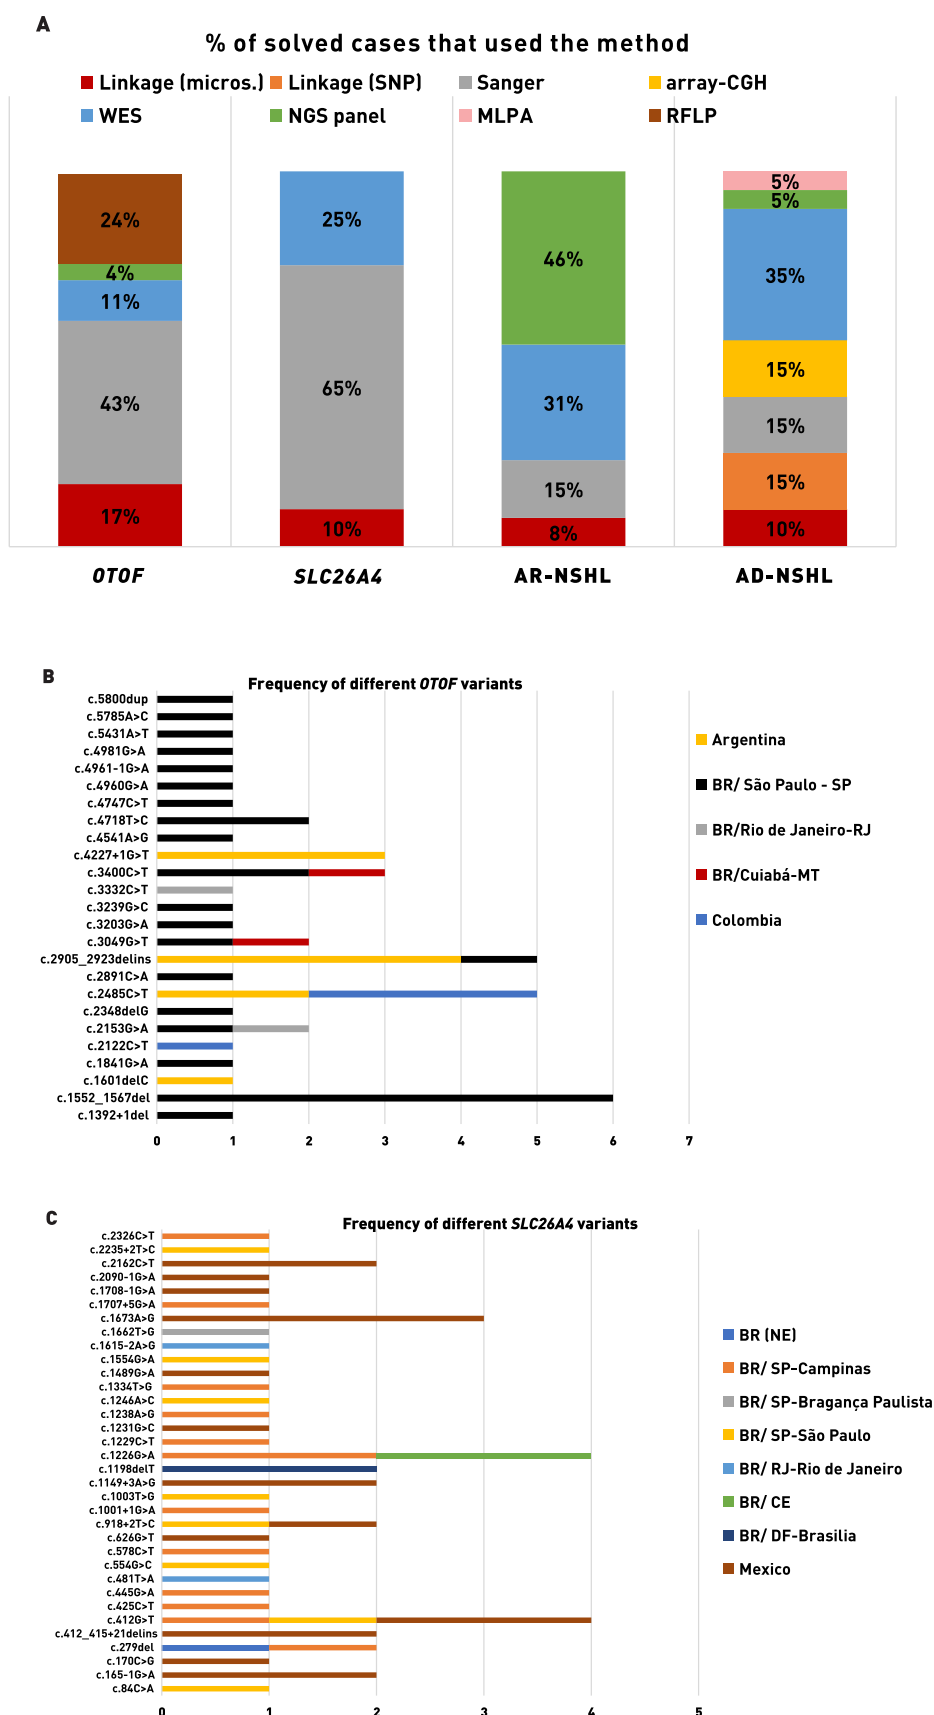 A
% of solved cases that used the method
Linkage (micros.) Linkage (SNP) Sanger array-CGH
WES NGS panel MLPA RFLP
24%
4%
11%
43%
17%
25%
65%
10%
46%
31%
15%
8%
5%
5%
35%
15%
15%
15%
10%
OTOF SLC26A4 AR-NSHL AD-NSHL
B
Frequency of different OTOF variants
c.5800dup
c.5785A>C
c.5431A>T
c.4981G>A
c.4961-1G>A
c.4960G>A
c.4747C>T
c.4718T>C
c.4541A>G
c.4227+1G>T
c.3400C>T
c.3332C>T
c.3239G>C
c.3203G>A
c.3049G>T
c.2905_2923delins
c.2891C>A
c.2485C>T
c.2348delG
c.2153G>A
c.2122C>T
c.1841G>A
c.1601delC
c.1552_1567del
c.1392+1del
0 1 2 3 4 5 6 7
Argentina
BR/ São Paulo - SP
BR/Rio de Janeiro-RJ
BR/Cuiabá-MT
Colombia
C
Frequency of different SLC26A4 variants
c.2326C>T
c.2235+2T>C
c.2162C>T
c.2090-1G>A
c.1708-1G>A
c.1707+5G>A
c.1673A>G
c.1662T>G
c.1615-2A>G
c.1554G>A
c.1489G>A
c.1334T>G
c.1246A>C
c.1238A>G
c.1231G>C
c.1229C>T
c.1226G>A
c.1198delT
c.1149+3A>G
c.1003T>G
c.1001+1G>A
c.918+2T>C
c.626G>T
c.578C>T
c.554G>C
c.481T>A
c.445G>A
c.425C>T
c.412G>T
c.412_415+21delins
c.279del
c.170C>G
c.165-1G>A
c.84C>A
0 1 2 3 4 5
BR (NE)
BR/ SP-Campinas
BR/ SP-Bragança Paulista
BR/ SP-São Paulo
BR/ RJ-Rio de Janeiro
BR/ CE
BR/ DF-Brasilia
Mexico